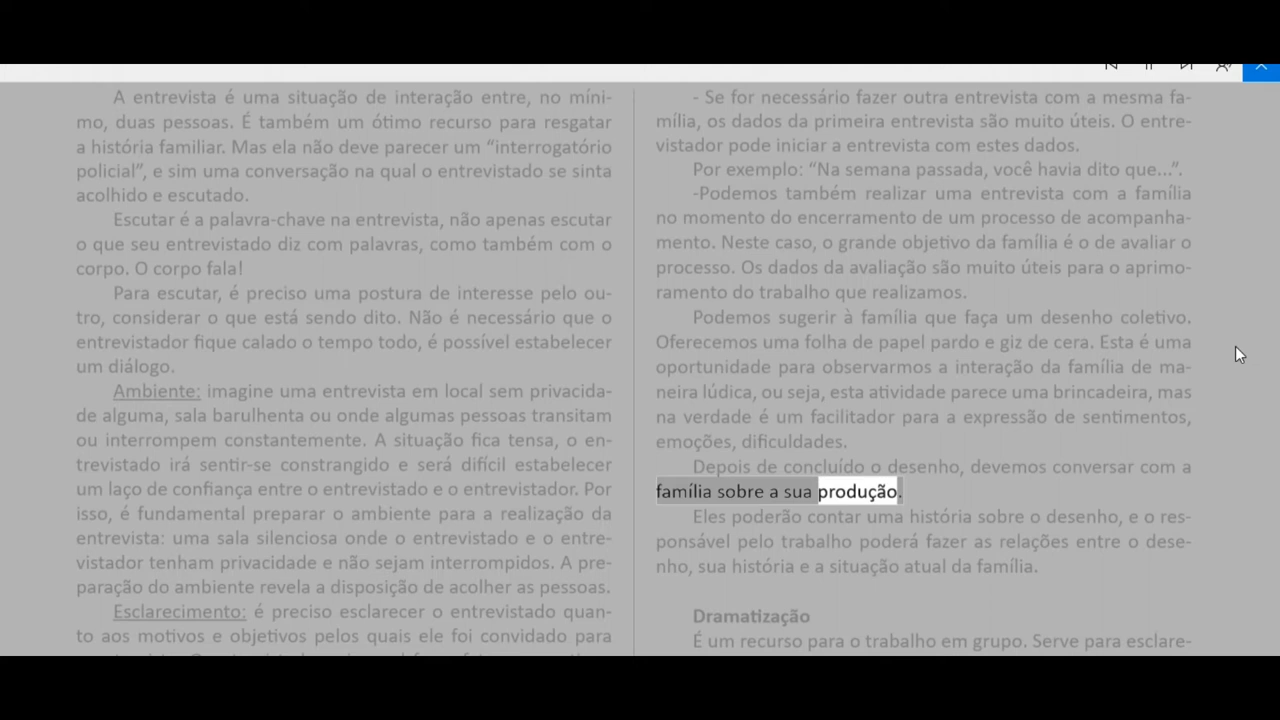 A entrevista é uma situação de interação entre, no míni-
mo, duas pessoas. É também um ótimo recurso para resgatar
a história familiar. Mas ela não deve parecer um “interrogatório
policial”, e sim uma conversação na qual o entrevistado se sinta
acolhido e escutado.
Escutar é a palavra-chave na entrevista, não apenas escutar
o que seu entrevistado diz com palavras, como também com o
corpo. O corpo fala!
Para escutar, é preciso uma postura de interesse pelo ou-
tro, considerar o que está sendo dito. Não é necessário que o
entrevistador fique calado o tempo todo, é possível estabelecer
um diálogo.
Ambiente: imagine uma entrevista em local sem privacida-
de alguma, sala barulhenta ou onde algumas pessoas transitam
ou interrompem constantemente. A situação fica tensa, o en-
trevistado irá sentir-se constrangido e será difícil estabelecer
um laço de confiança entre o entrevistado e o entrevistador. Por
isso, é fundamental preparar o ambiente para a realização da
entrevista: uma sala silenciosa onde o entrevistado e o entre-
vistador tenham privacidade e não sejam interrompidos. A pre-
paração do ambiente revela a disposição de acolher as pessoas.
Esclarecimento: é preciso esclarecer o entrevistado quan-
to aos motivos e objetivos pelos quais ele foi convidado para
- Se for necessário fazer outra entrevista com a mesma fa-
mília, os dados da primeira entrevista são muito úteis. O entre-
vistador pode iniciar a entrevista com estes dados.
Por exemplo: “Na semana passada, você havia dito que...”.
-Podemos também realizar uma entrevista com a família
no momento do encerramento de um processo de acompanha-
mento. Neste caso, o grande objetivo da família é o de avaliar o
processo. Os dados da avaliação são muito úteis para o aprimo-
ramento do trabalho que realizamos.
Podemos sugerir à família que faça um desenho coletivo.
Oferecemos uma folha de papel pardo e giz de cera. Esta é uma
oportunidade para observarmos a interação da família de ma-
neira lúdica, ou seja, esta atividade parece uma brincadeira, mas
na verdade é um facilitador para a expressão de sentimentos,
emoções, dificuldades.
Depois de concluído o desenho, devemos conversar com a
família sobre a sua produção.
Eles poderão contar uma história sobre o desenho, e o res-
ponsável pelo trabalho poderá fazer as relações entre o dese-
nho, sua história e a situação atual da família.
Dramatização
É um recurso para o trabalho em grupo. Serve para esclare-